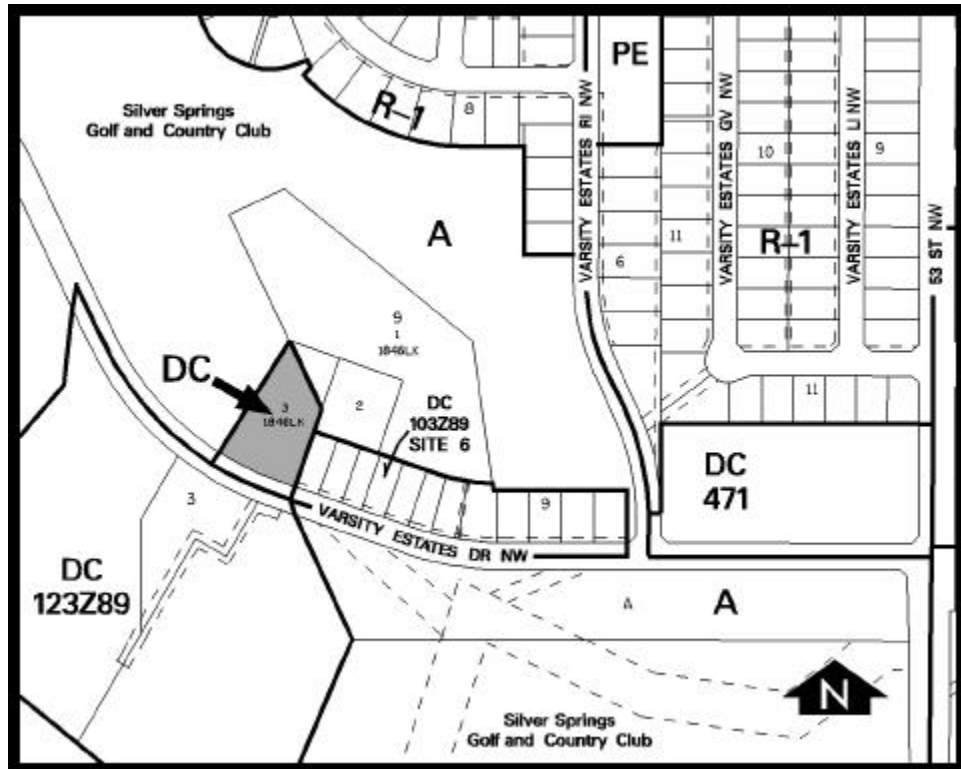 PE
R-1
8
Silver Springs
Golf and Country Club
VARSITY ESTATES RI NW
VARSITY ESTATES GV NW
VARSITY ESTATES LI NW
53 ST NW
10
9
A
11
R-1
6
9
1
1846LK
DC
3
1846LK
2
DC
103Z89
SITE 6
11
DC
471
3
9
VARSITY ESTATES DR NW
DC
123Z89
A
A
N
Silver Springs
Golf and Country Club